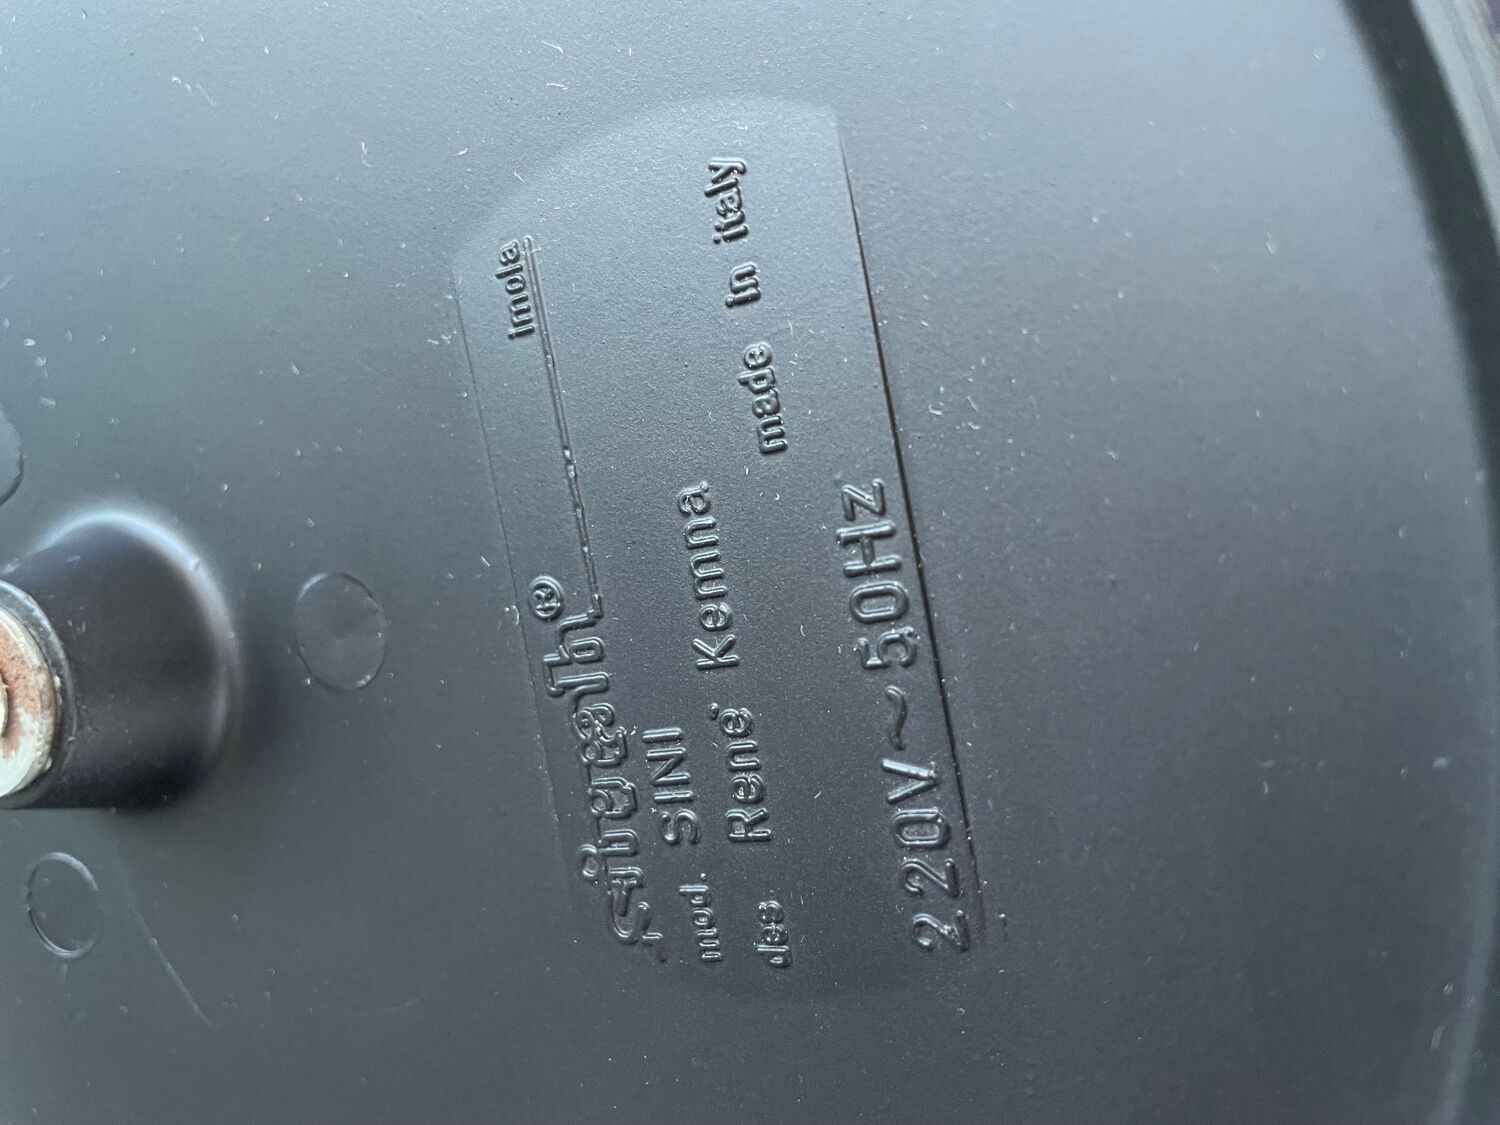 Sirrah®
imola
mod. SINI
des René Kemna
made in italy
220V~50Hz